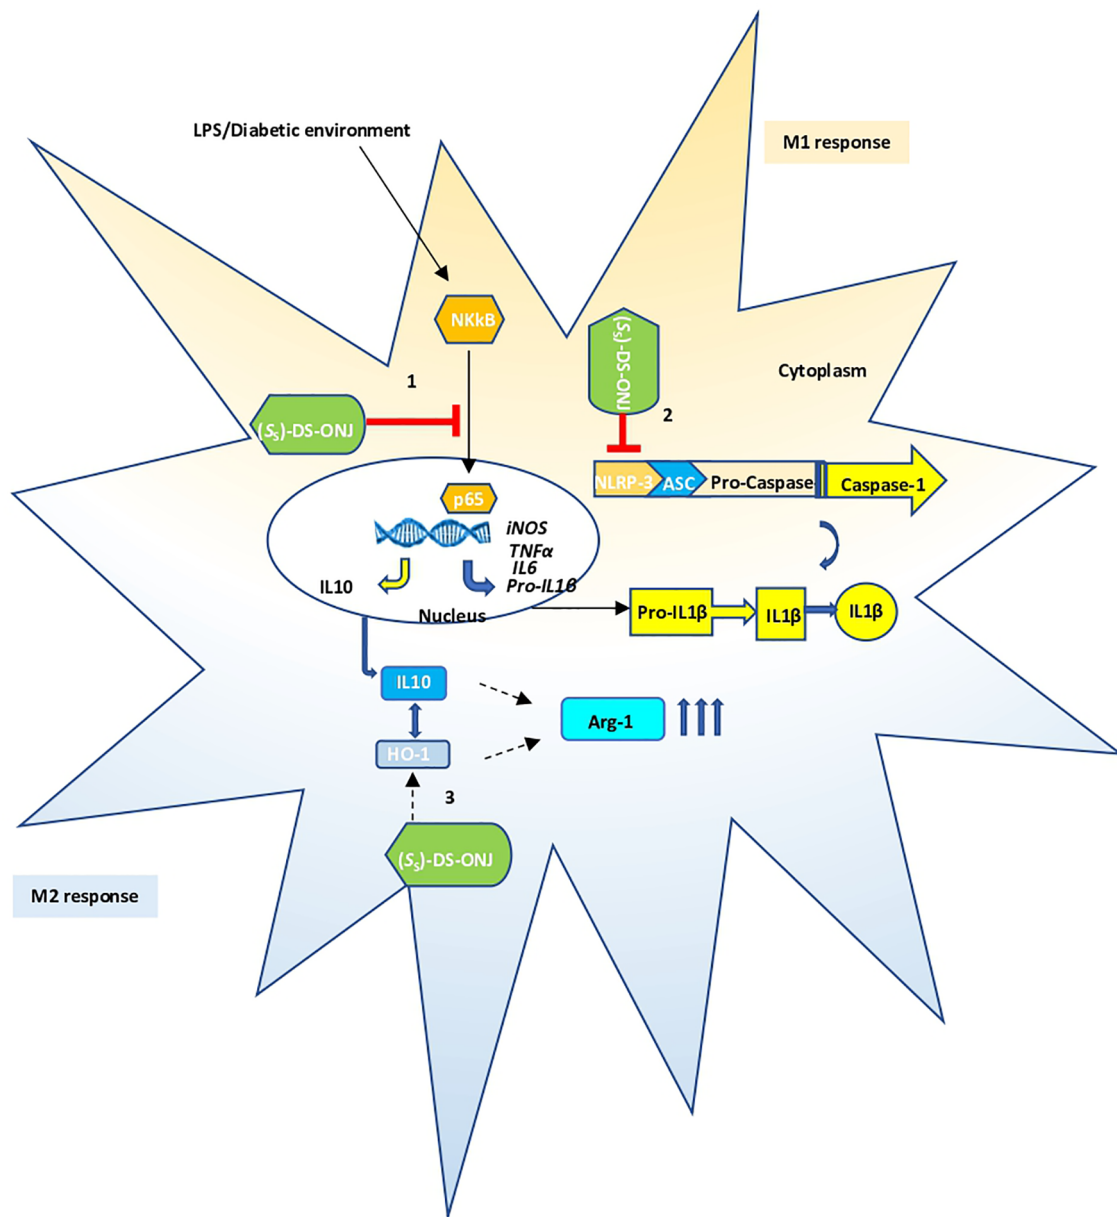 LPS/Diabetic environment
M1 response
NKkB
(Ss)-DS-ONJ
Cytoplasm
1
2
(Ss)-DS-ONJ
NLRP-3 ASC Pro-Caspase- Caspase-1
p65
iNOS
TNFα
IL6
Pro-IL1β
IL10
Nucleus
Pro-IL1β
IL1β
IL1β
IL10
Arg-1
HO-1
3
(Ss)-DS-ONJ
M2 response